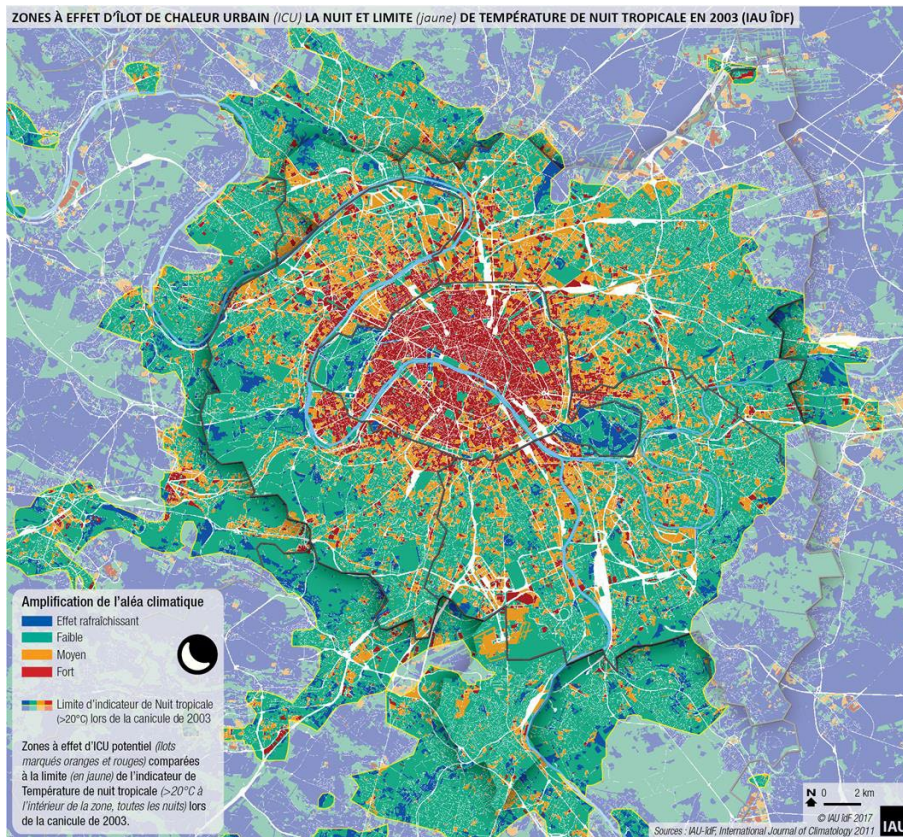 ZONES À EFFET D'ÎLOT DE CHALEUR URBAIN (ICU) LA NUIT ET LIMITE (jaune) DE TEMPÉRATURE DE NUIT TROPICALE EN 2003 (IAU ÎDF)
Amplification de l'aléa climatique
Effet rafraîchissant
Faible
Moyen
Fort
Limite d'indicateur de Nuit tropicale
(>20°C) lors de la canicule de 2003
Zones à effet d'ICU potentiel (îlots
marqués oranges et rouges) comparées
à la limite (en jaune) de l'indicateur de
Température de nuit tropicale (>20°C à
l'intérieur de la zone, toutes les nuits) lors
de la canicule de 2003.
N 0 2 km
© IAU îdF 2017
Sources : IAU-îdF, International Journal of Climatology 2011
IAU